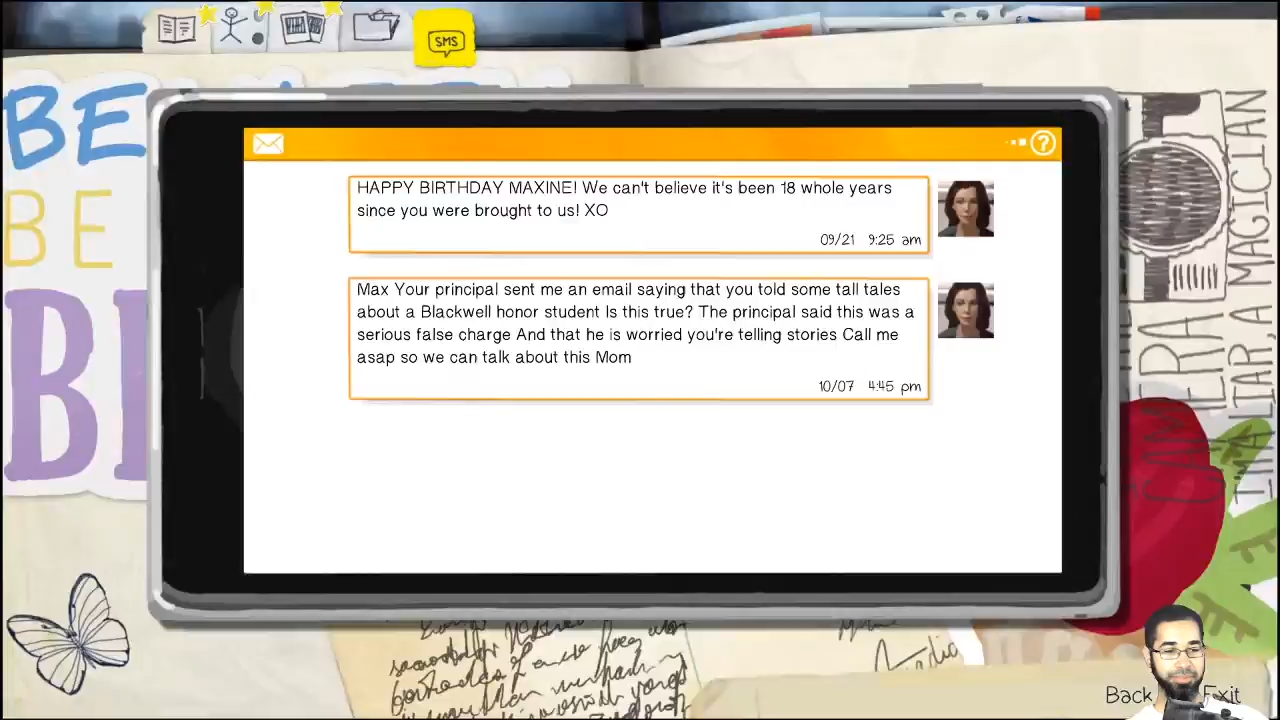 SMS
BE
BE
HAPPY BIRTHDAY MAXINE! We can't believe it's been 18 whole years
since you were brought to us! XO
09/21 9:25 am
Max Your principal sent me an email saying that you told some tall tales
about a Blackwell honor student Is this true? The principal said this was a
serious false charge And that he is worried you're telling stories Call me
asap so we can talk about this Mom
10/07 4:45 pm
MAGICIAN
Back
Exit